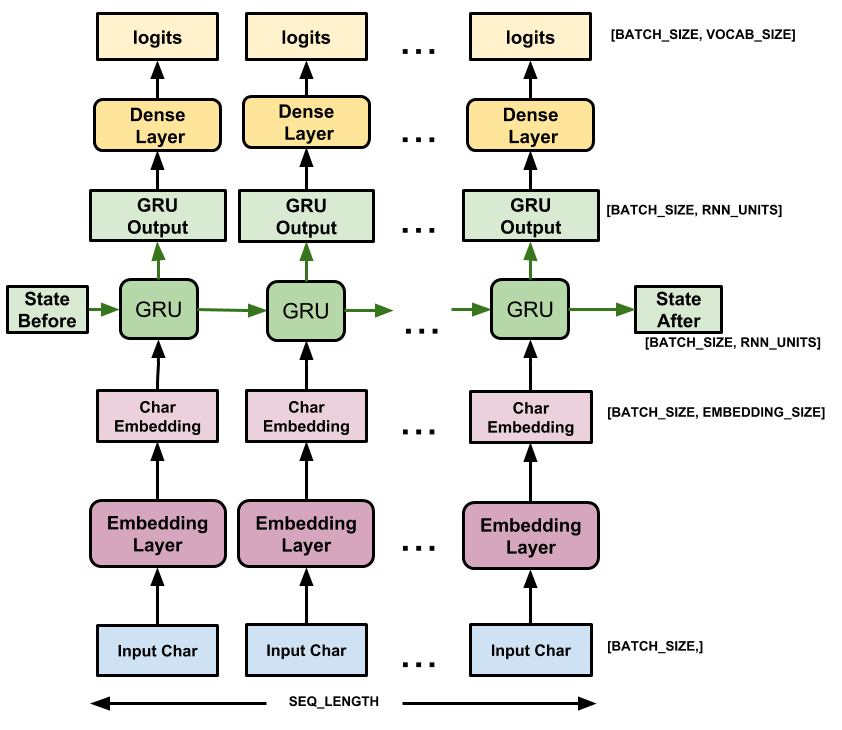 logits
logits
...
logits
[BATCH_SIZE, VOCAB_SIZE]
Dense
Layer
Dense
Layer
...
Dense
Layer
GRU
Output
GRU
Output
...
GRU
Output
[BATCH_SIZE, RNN_UNITS]
State
Before
GRU
GRU
...
GRU
State
After
[BATCH_SIZE, RNN_UNITS]
Char
Embedding
Char
Embedding
...
Char
Embedding
[BATCH_SIZE, EMBEDDING_SIZE]
Embedding
Layer
Embedding
Layer
...
Embedding
Layer
Input Char
Input Char
...
Input Char
[BATCH_SIZE,]
SEQ_LENGTH